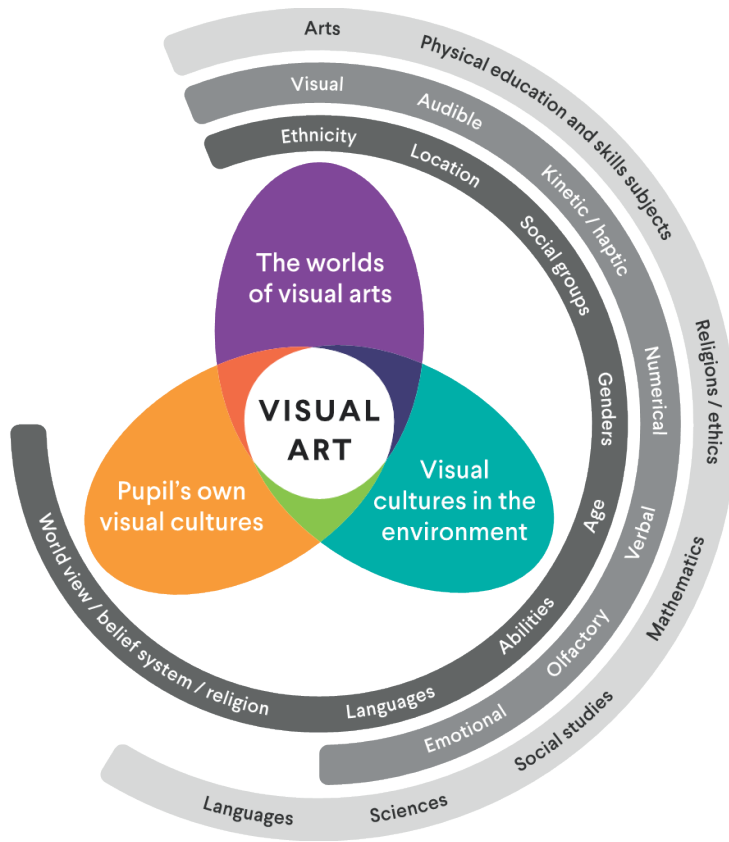 Arts
Physical education and skills subjects
Religions / ethics
Mathematics
Social studies
Sciences
Languages
Visual
Audible
Kinetic / haptic
Numerical
Verbal
Olfactory
Emotional
Ethnicity
Location
Social groups
Genders
Age
Abilities
Languages
World view / belief system / religion
The worlds
of visual arts
VISUAL
ART
Pupil's own
visual cultures
Visual
cultures in the
environment